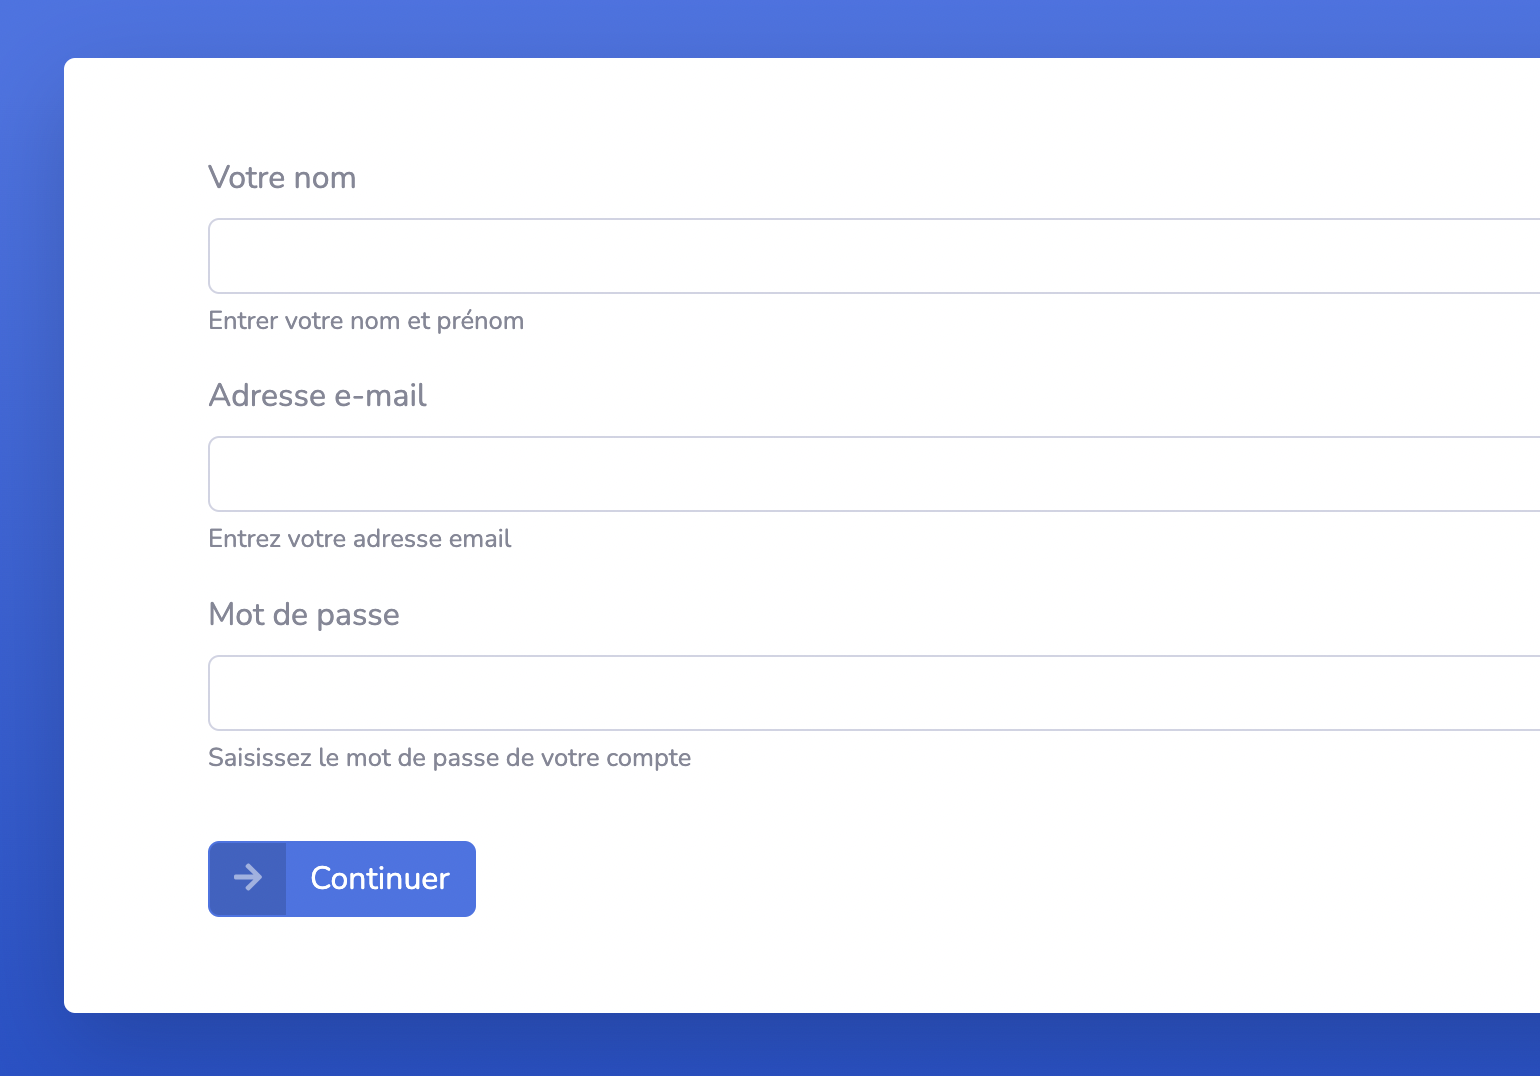 Votre nom
Entrer votre nom et prénom
Adresse e-mail
Entrez votre adresse email
Mot de passe
Saisissez le mot de passe de votre compte
Continuer